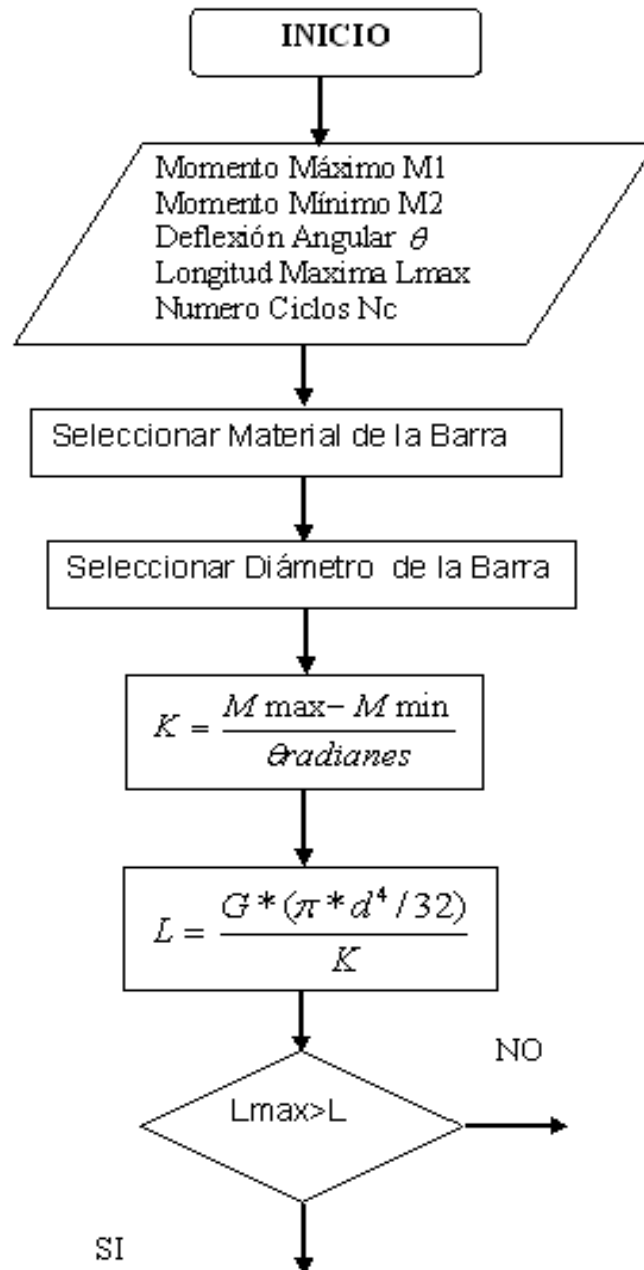 INICIO
Momento Máximo M1
Momento Mínimo M2
Deflexión Angular θ
Longitud Maxima Lmax
Numero Ciclos Nc
Seleccionar Material de la Barra
Seleccionar Diámetro de la Barra
K = (M max − M min) / θradianes
L = G * (π * d⁴ / 32) / K
NO
Lmax>L
SI